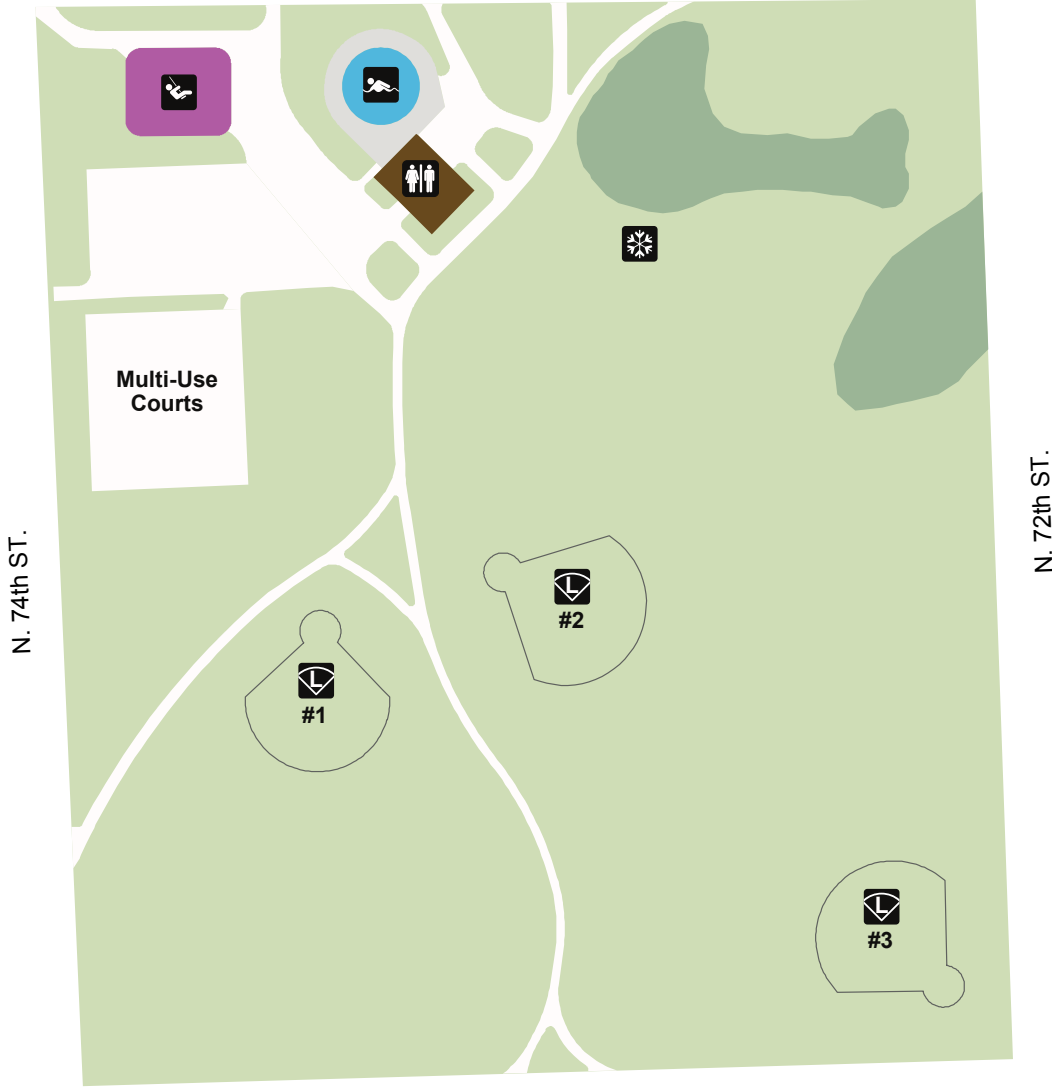 Multi-Use
Courts
N. 74th ST.
N. 72th ST.
L
#2
L
#1
L
#3